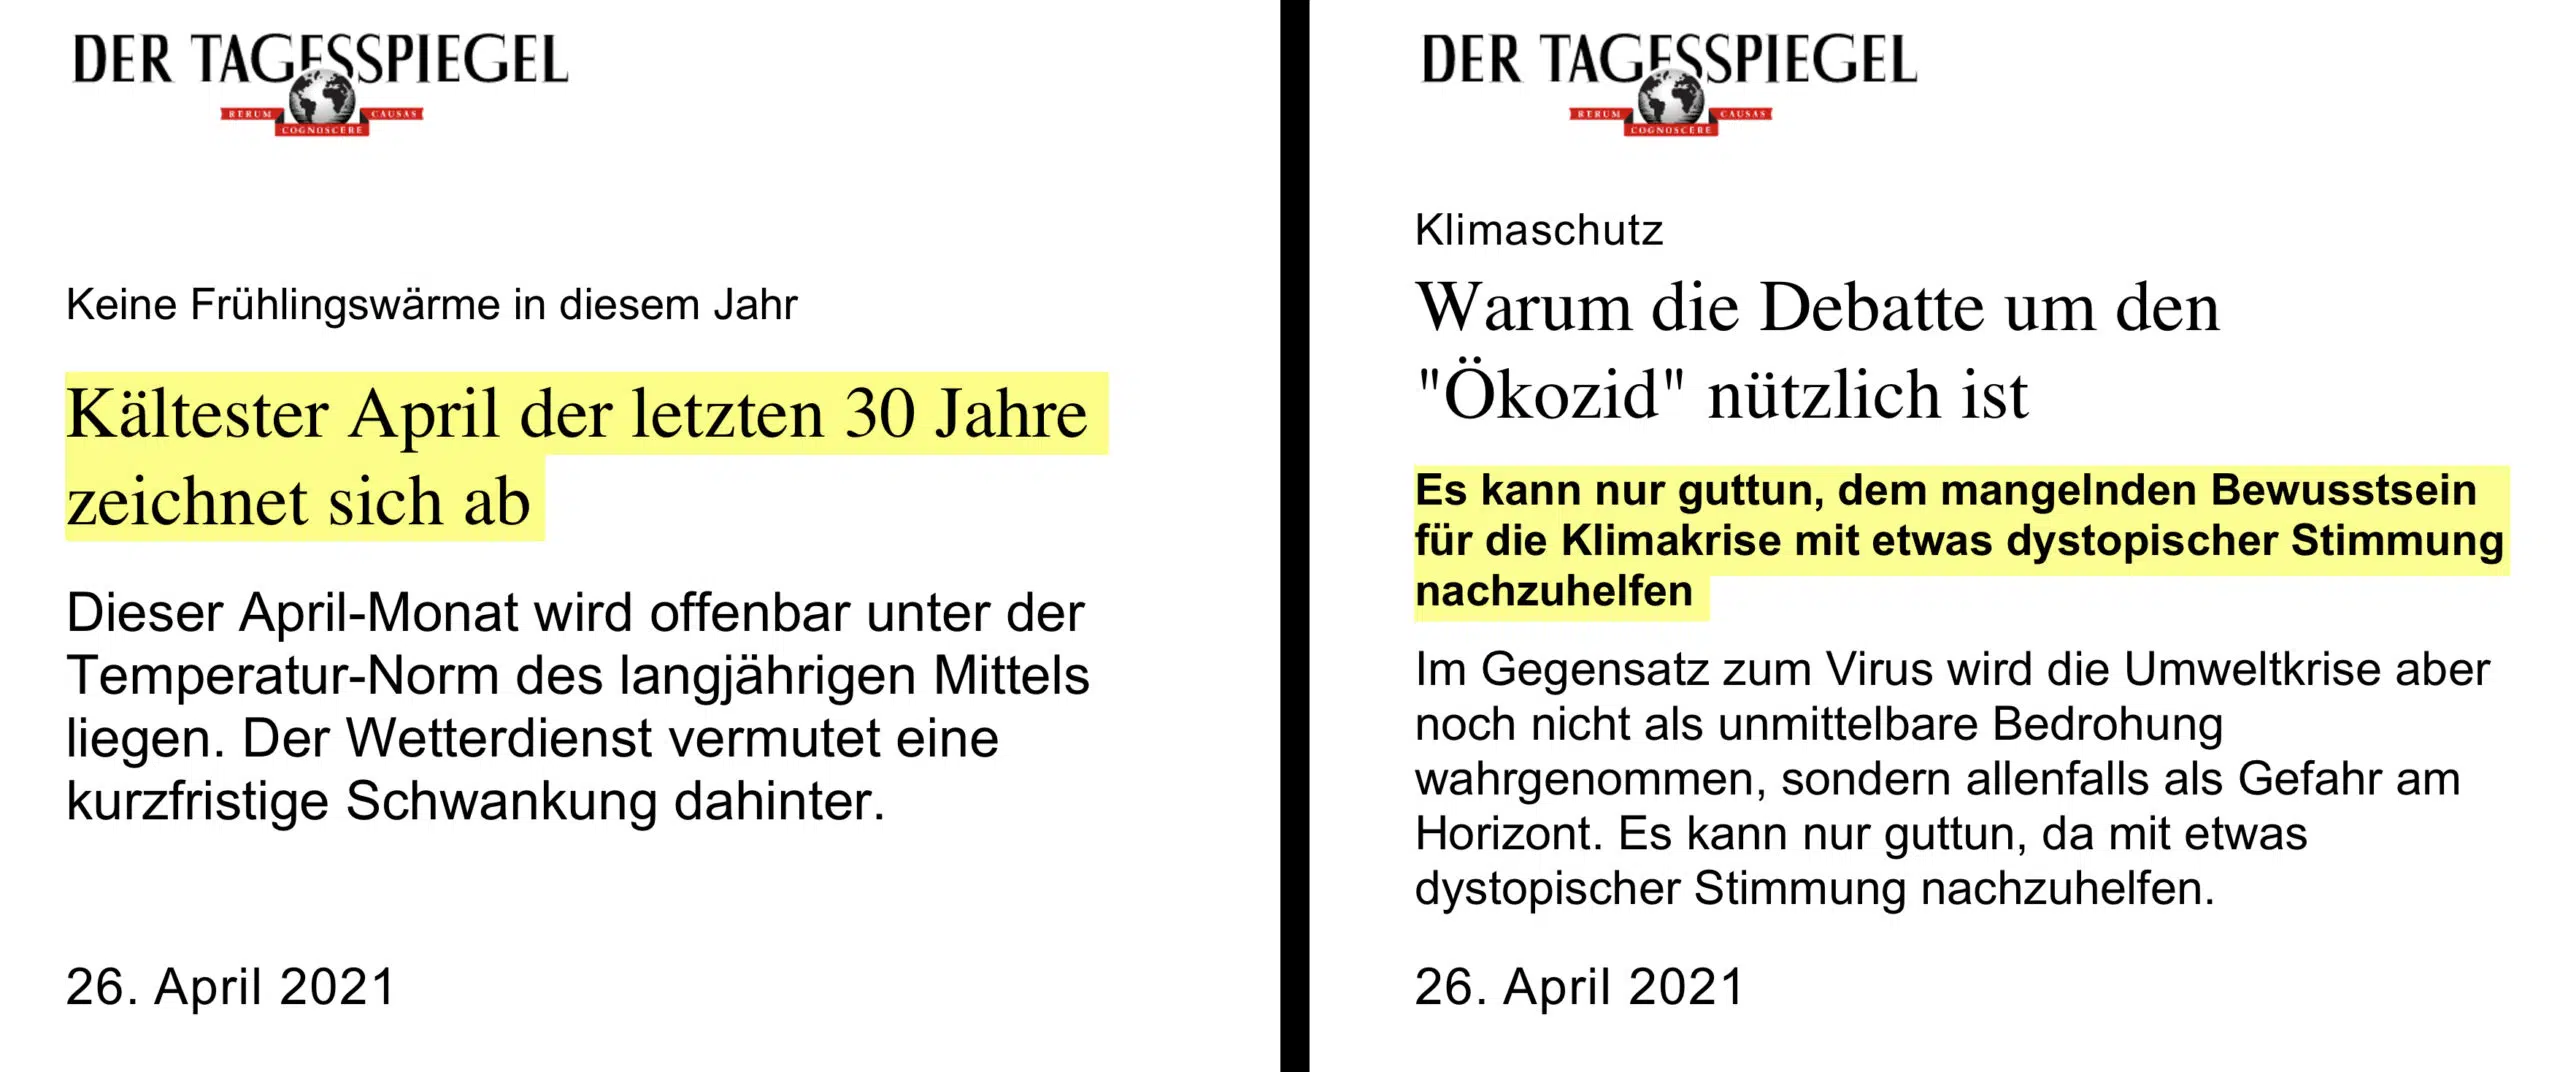 DER TAGESSPIEGEL
RERUM COGNOSCERE CAUSAS
Keine Frühlingswärme in diesem Jahr
Kältester April der letzten 30 Jahre
zeichnet sich ab
Dieser April-Monat wird offenbar unter der
Temperatur-Norm des langjährigen Mittels
liegen. Der Wetterdienst vermutet eine
kurzfristige Schwankung dahinter.
26. April 2021
DER TAGESSPIEGEL
RERUM COGNOSCERE CAUSAS
Klimaschutz
Warum die Debatte um den
"Ökozid" nützlich ist
Es kann nur guttun, dem mangelnden Bewusstsein
für die Klimakrise mit etwas dystopischer Stimmung
nachzuhelfen
Im Gegensatz zum Virus wird die Umweltkrise aber
noch nicht als unmittelbare Bedrohung
wahrgenommen, sondern allenfalls als Gefahr am
Horizont. Es kann nur guttun, da mit etwas
dystopischer Stimmung nachzuhelfen.
26. April 2021